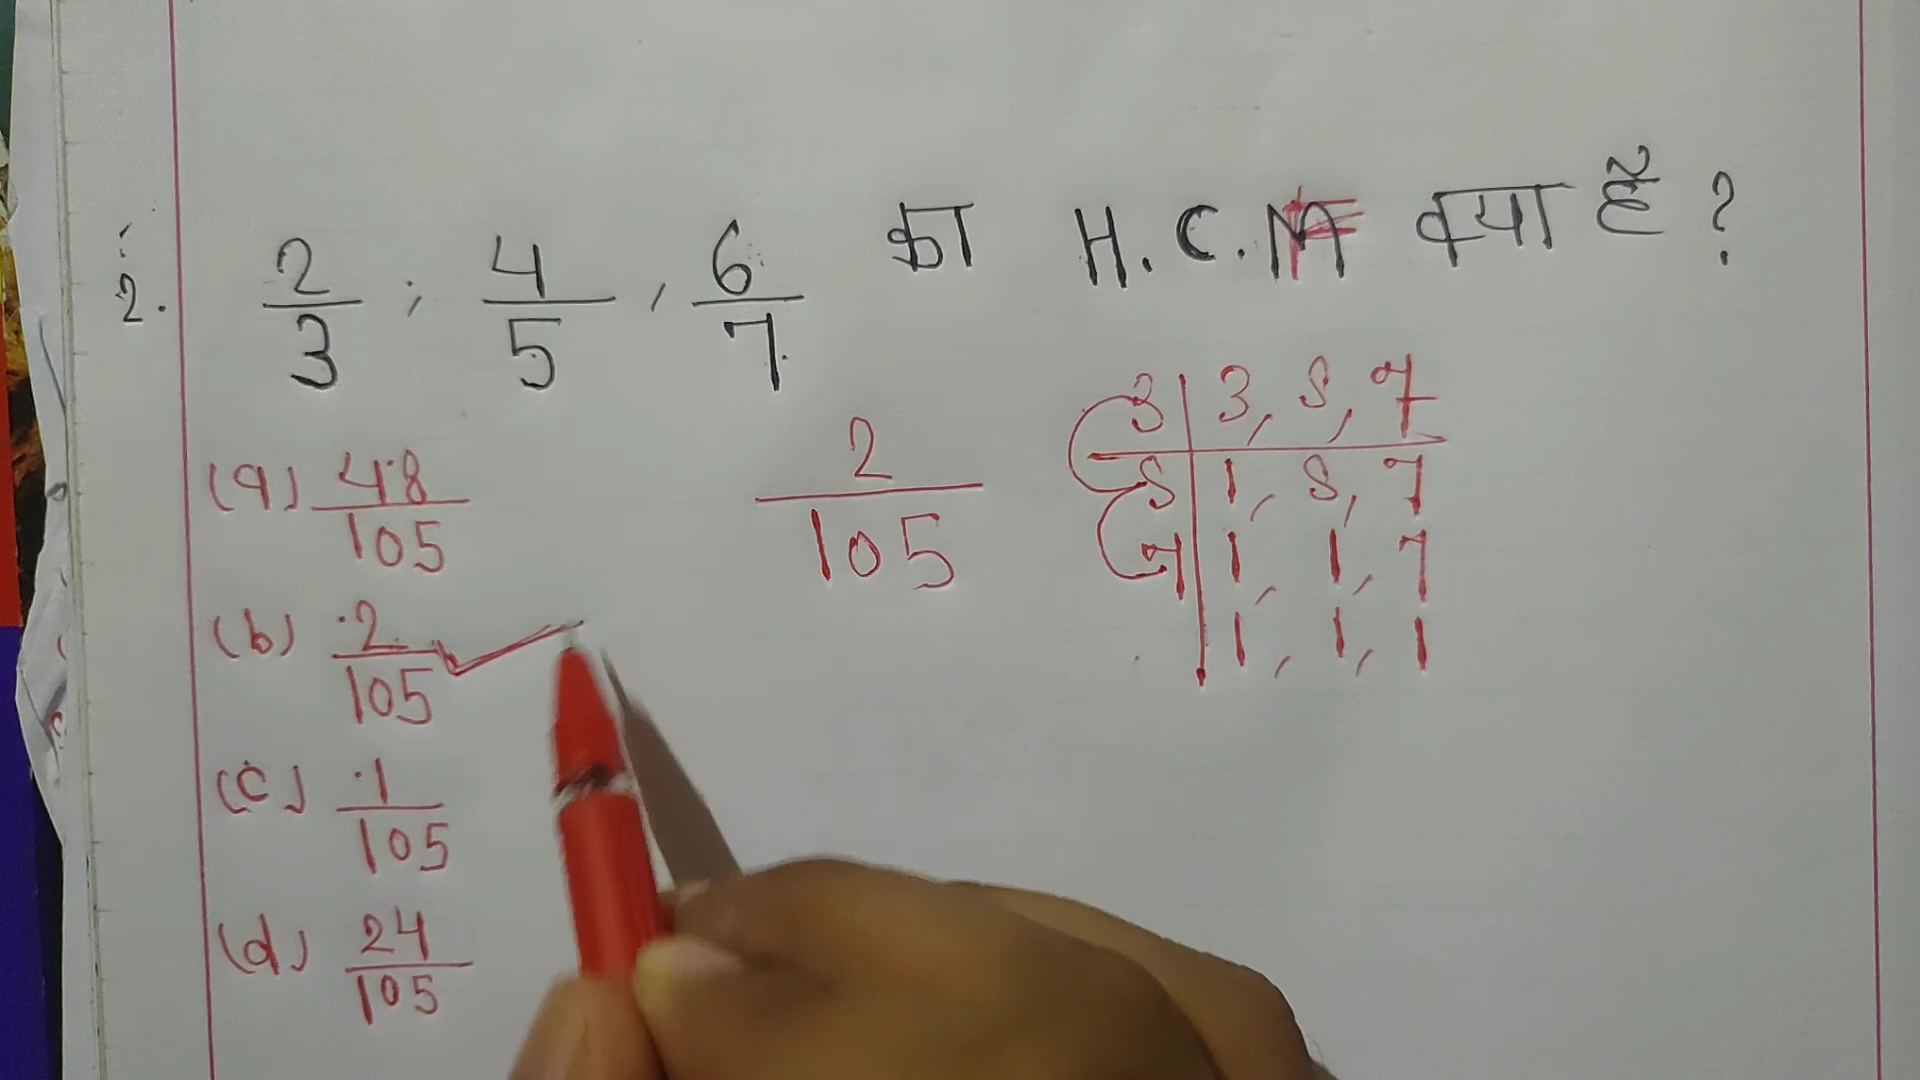 2. 2/3, 4/5, 6/7 का H.C.F क्या है ?
(a) 48/105
(b) 2/105
(c) 1/105
(d) 24/105
2/105
3 | 3, 5, 7
5 | 1, 5, 7
7 | 1, 1, 7
| 1, 1, 1